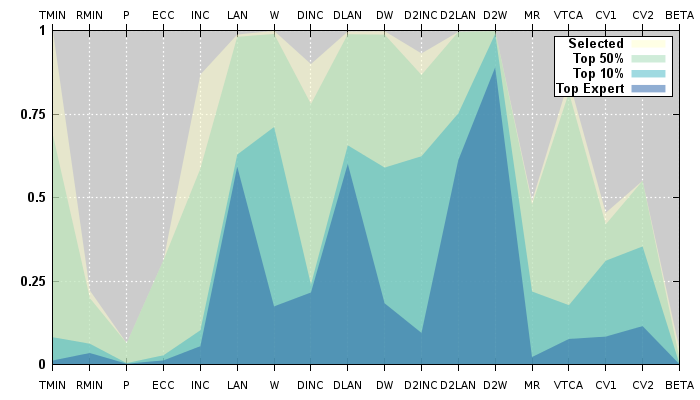 TMIN RMIN P ECC INC LAN W DINC DLAN DW D2INC D2LAN D2W MR VTCA CV1 CV2 BETA
1
Selected
Top 50%
Top 10%
Top Expert
0.75
0.5
0.25
0
TMIN RMIN P ECC INC LAN W DINC DLAN DW D2INC D2LAN D2W MR VTCA CV1 CV2 BETA